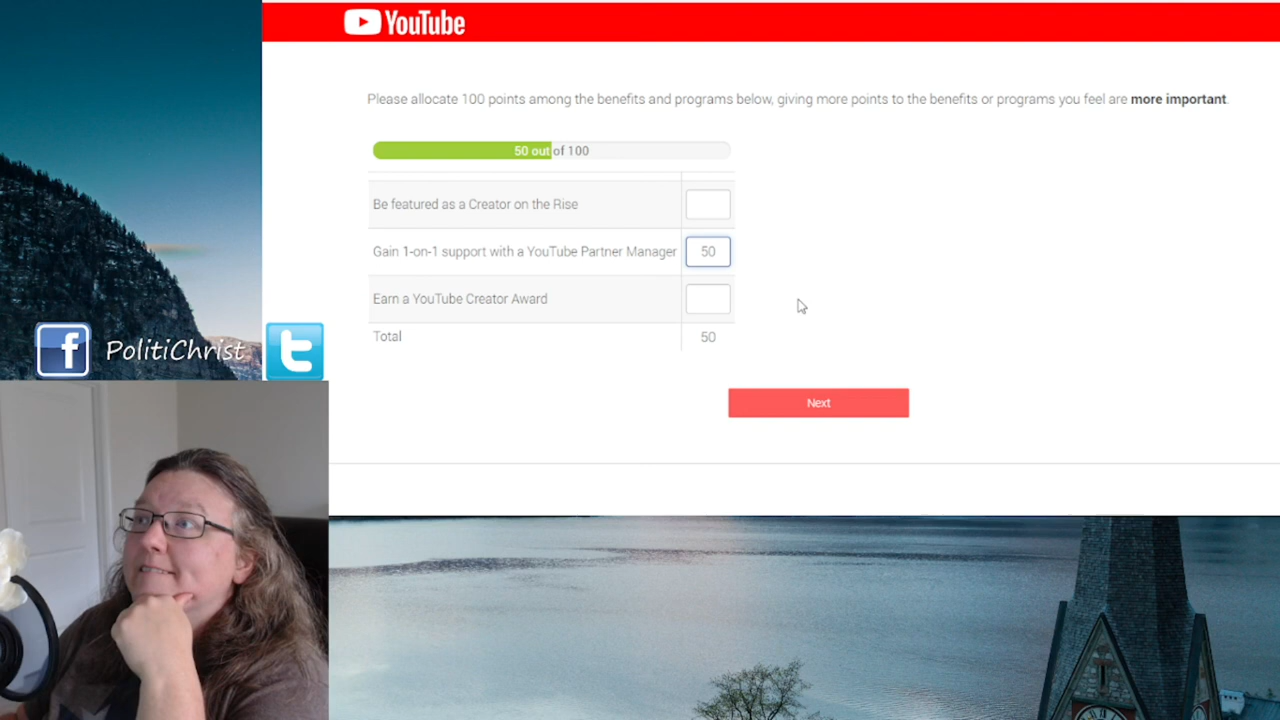 YouTube
Please allocate 100 points among the benefits and programs below, giving more points to the benefits or programs you feel are more important.
50 out of 100
Be featured as a Creator on the Rise
Gain 1-on-1 support with a YouTube Partner Manager 50
Earn a YouTube Creator Award
Total 50
PolitiChrist
Next